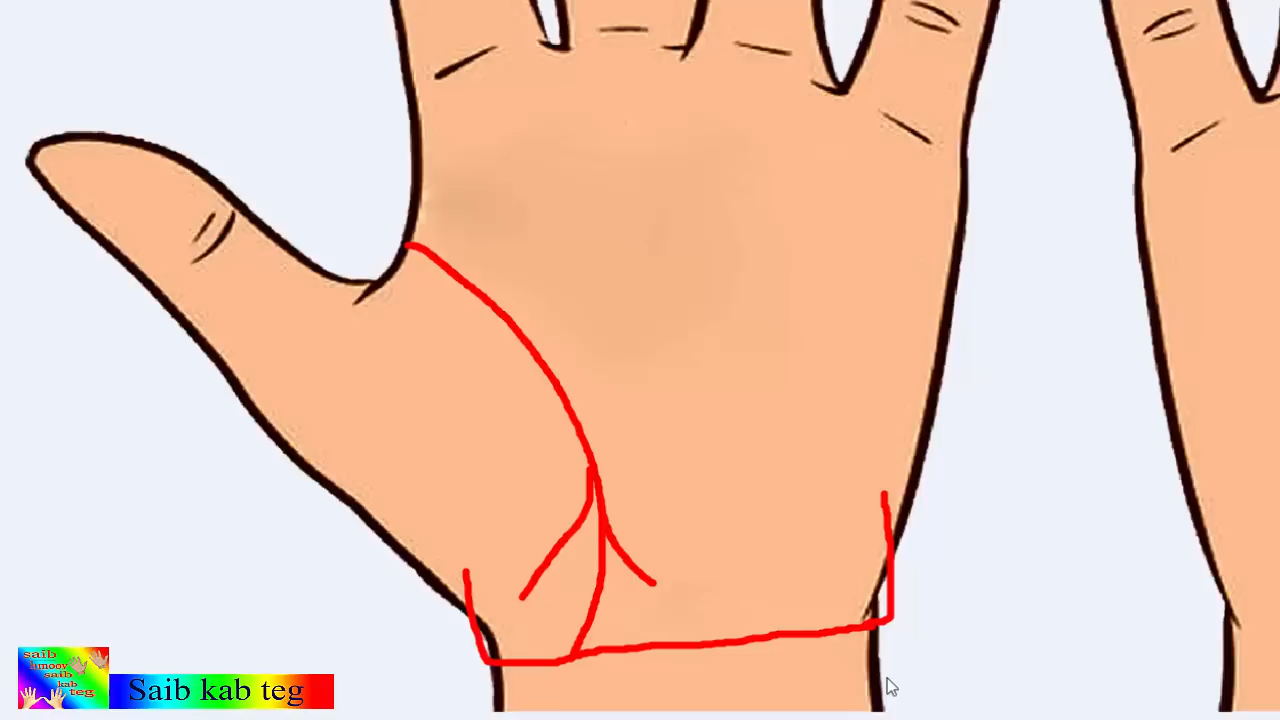 saib
hmoov
saib
kab
teg
Saib kab teg